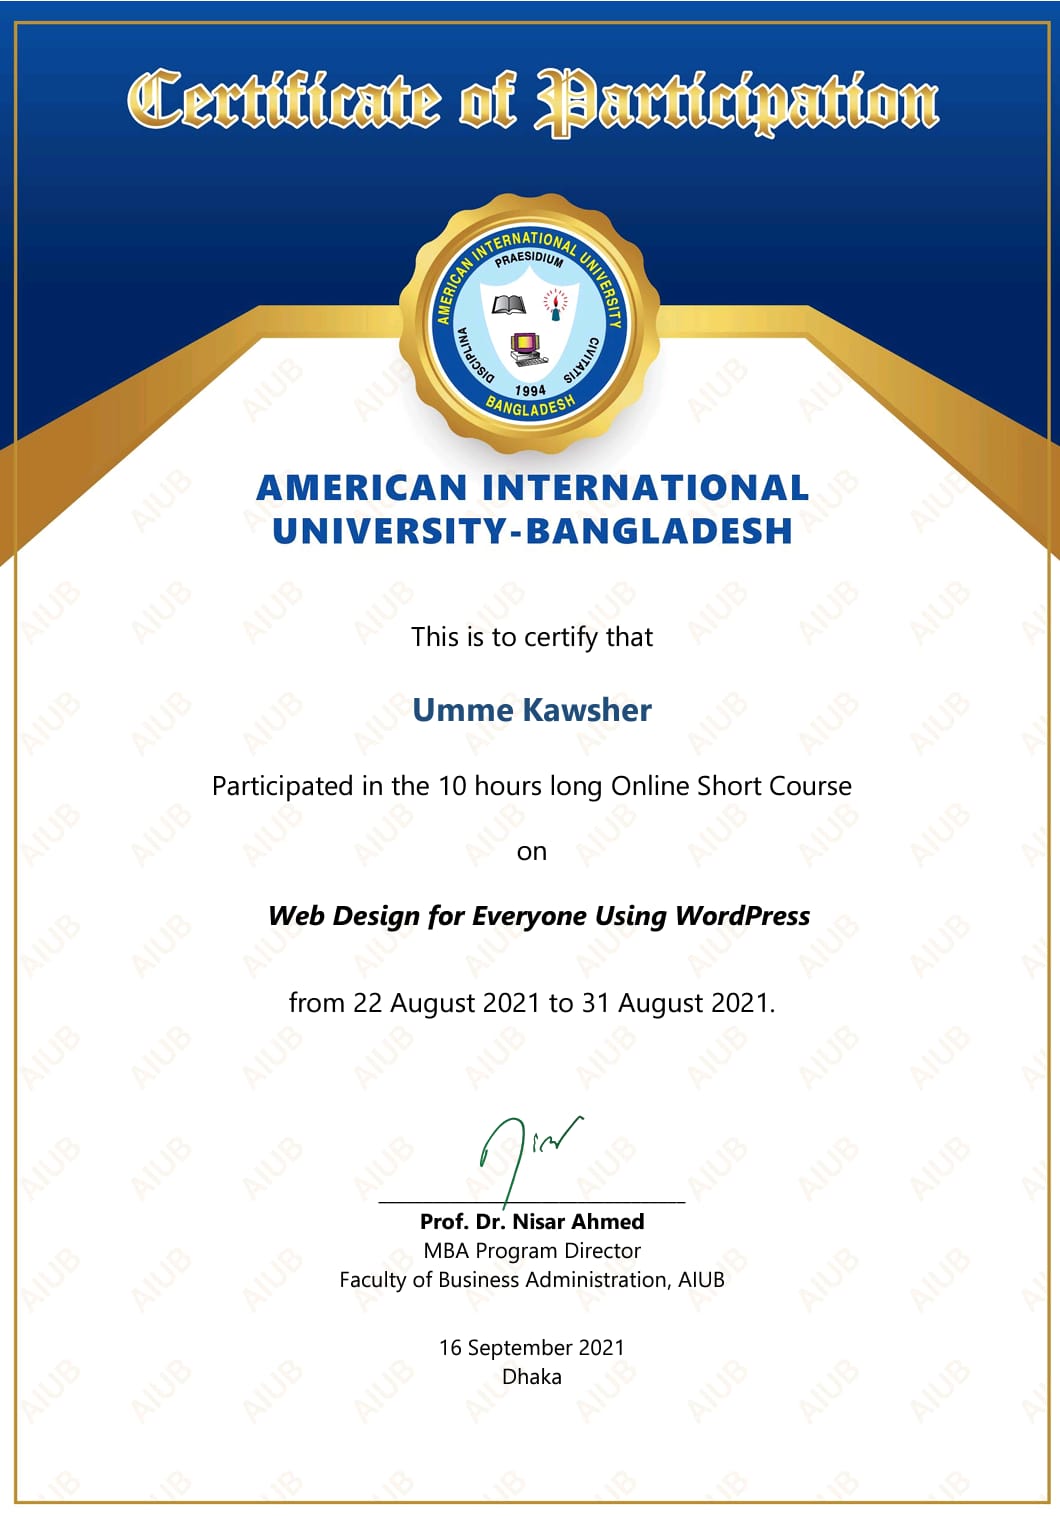 Certificate of Participation
AMERICAN INTERNATIONAL UNIVERSITY
PRAESIDIUM
DISCIPLINA
CIVITATIS
1994
BANGLADESH
AMERICAN INTERNATIONAL
UNIVERSITY-BANGLADESH
This is to certify that
Umme Kawsher
Participated in the 10 hours long Online Short Course
on
Web Design for Everyone Using WordPress
from 22 August 2021 to 31 August 2021.
Prof. Dr. Nisar Ahmed
MBA Program Director
Faculty of Business Administration, AIUB
16 September 2021
Dhaka